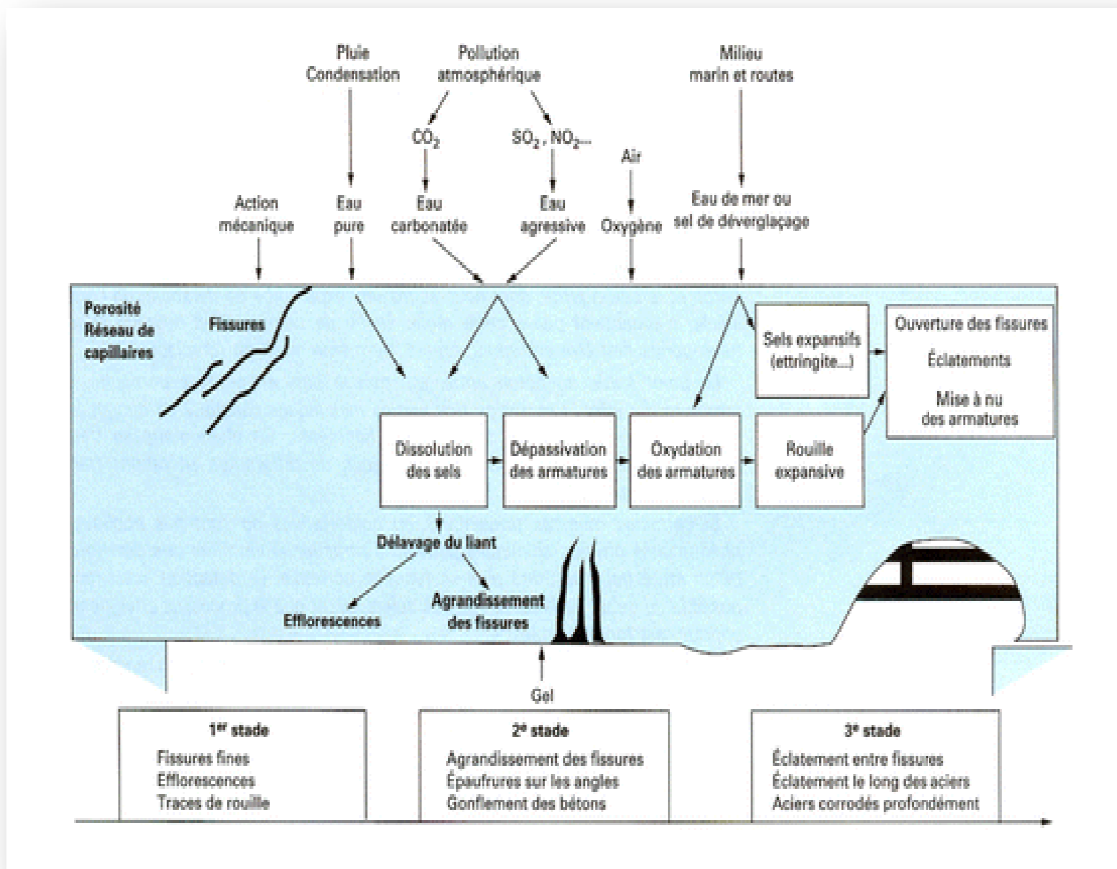 Pluie
Condensation
Pollution
atmosphérique
Milieu
marin et routes
CO₂
SO₂, NO₂...
Air
Action
mécanique
Eau
pure
Eau
carbonatée
Eau
agressive
Oxygène
Eau de mer ou
sel de déverglaçage
Porosité
Réseau de
capillaires
Fissures
Sels expansifs
(ettringite...)
Ouverture des fissures
Éclatements
Mise à nu
des armatures
Dissolution
des sels
Dépassivation
des armatures
Oxydation
des armatures
Rouille
expansive
Délavage du liant
Efflorescences
Agrandissement
des fissures
Gel
1er stade
Fissures fines
Efflorescences
Traces de rouille
2e stade
Agrandissement des fissures
Épaufrures sur les angles
Gonflement des bétons
3e stade
Éclatement entre fissures
Éclatement le long des aciers
Aciers corrodés profondément